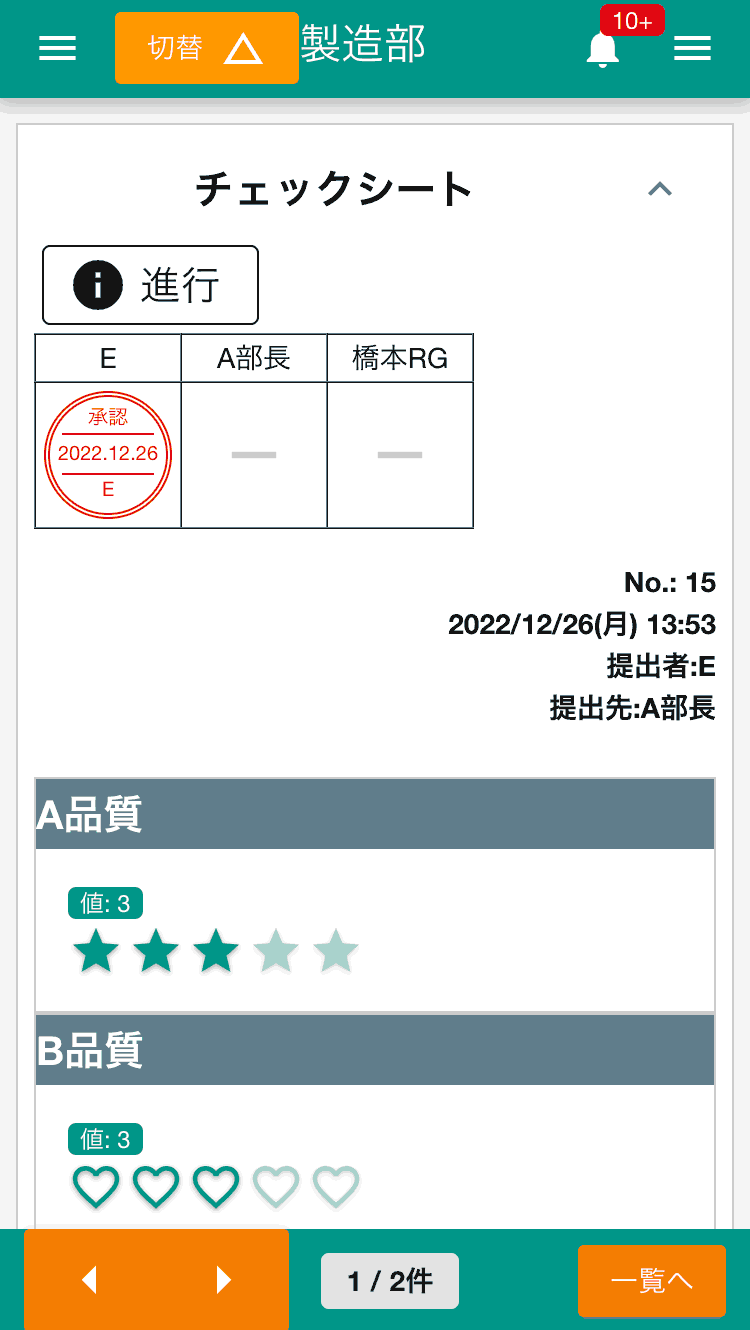 切替 製造部 10+
チェックシート
進行
E A部長 橋本RG
承認
2022.12.26
E
No.: 15
2022/12/26(月) 13:53
提出者:E
提出先:A部長
A品質
値: 3
B品質
値: 3
1 / 2件 一覧へ